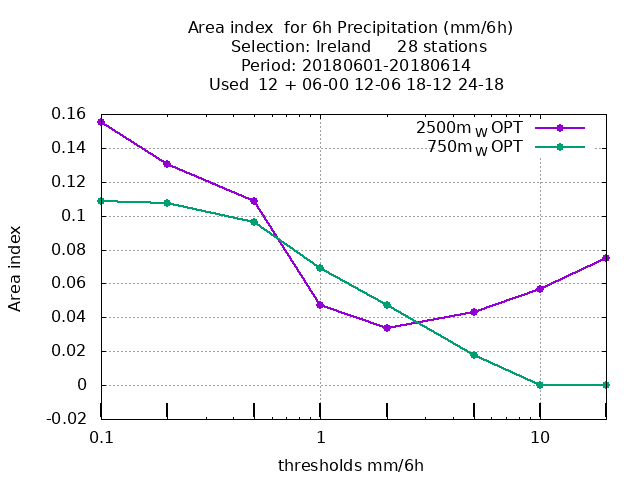 Area index  for 6h Precipitation (mm/6h)
Selection: Ireland     28 stations
Period: 20180601-20180614
Used  12 + 06-00 12-06 18-12 24-18
2500m W OPT
750m W OPT
0.16
0.14
0.12
0.1
0.08
0.06
0.04
0.02
0
-0.02
Area index
0.1
1
10
thresholds mm/6h